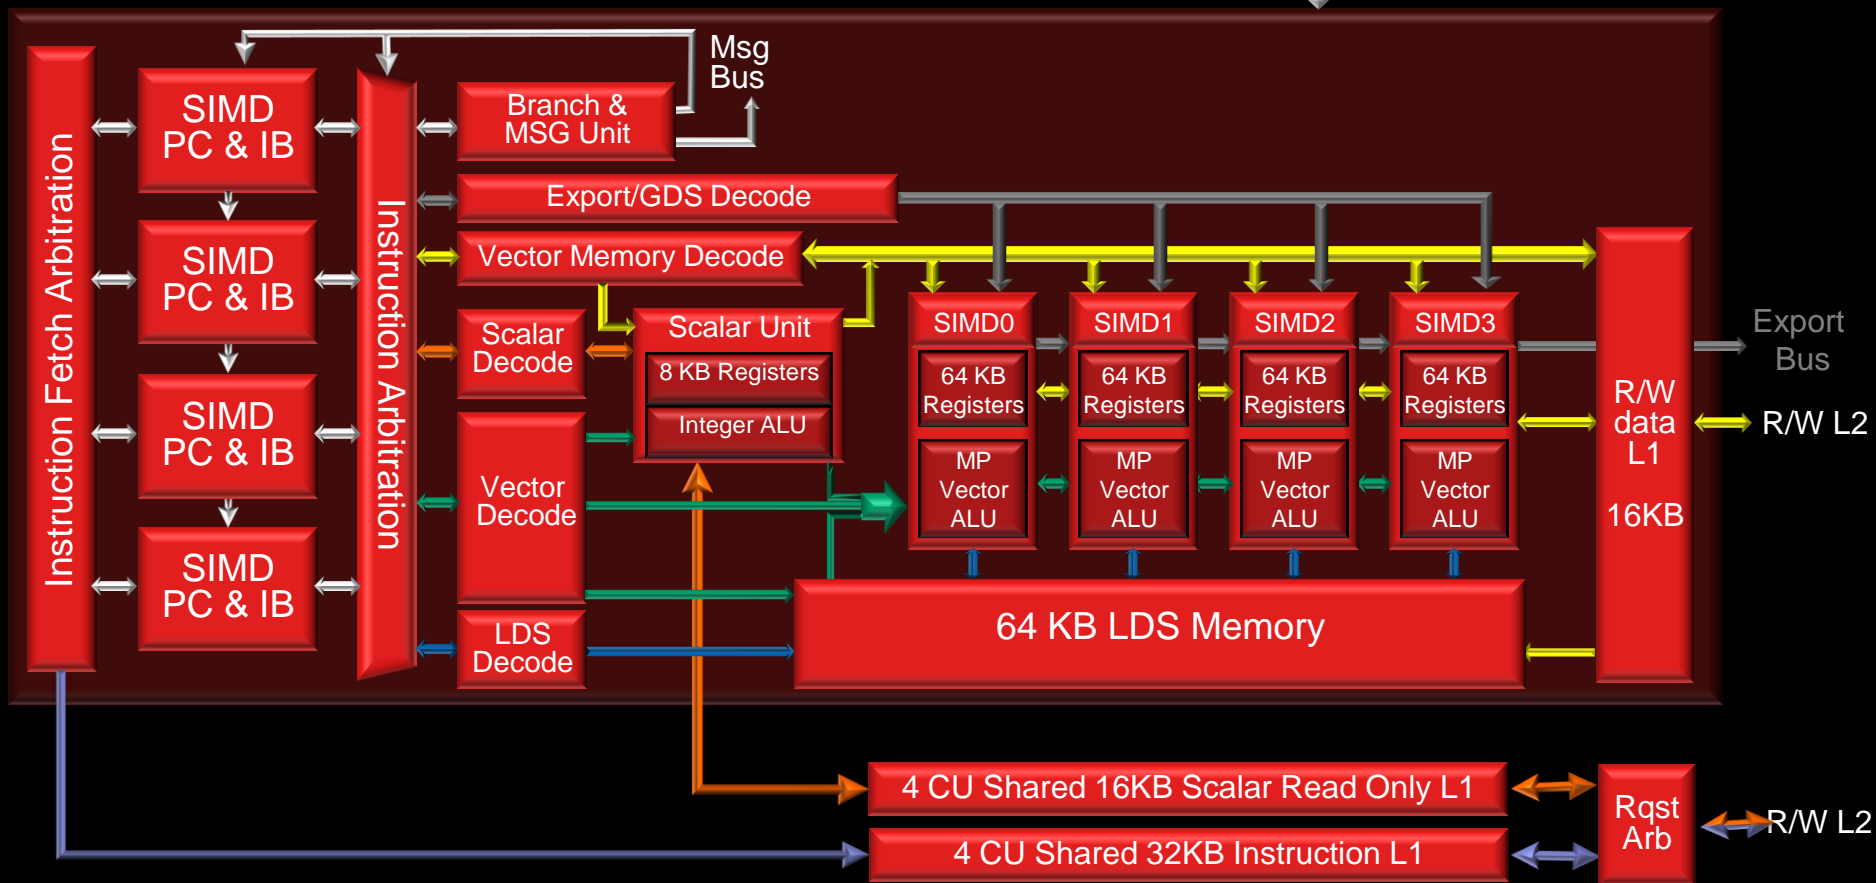 Msg
Bus
Instruction Fetch Arbitration
SIMD
PC & IB
SIMD
PC & IB
SIMD
PC & IB
SIMD
PC & IB
Instruction Arbitration
Branch &
MSG Unit
Export/GDS Decode
Vector Memory Decode
Scalar
Decode
Scalar Unit
8 KB Registers
Integer ALU
Vector
Decode
LDS
Decode
SIMD0
64 KB
Registers
MP
Vector
ALU
SIMD1
64 KB
Registers
MP
Vector
ALU
SIMD2
64 KB
Registers
MP
Vector
ALU
SIMD3
64 KB
Registers
MP
Vector
ALU
64 KB LDS Memory
R/W
data
L1
16KB
Export
Bus
R/W L2
4 CU Shared 16KB Scalar Read Only L1
4 CU Shared 32KB Instruction L1
Rqst
Arb
R/W L2